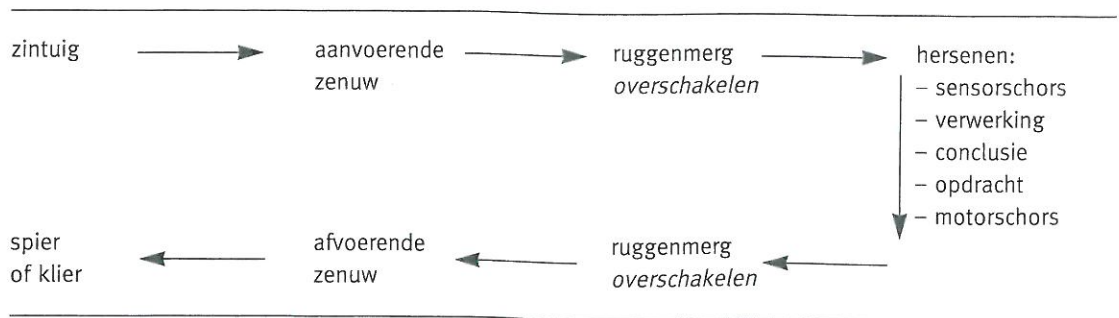 zintuig
aanvoerende
zenuw
ruggenmerg
overschakelen
hersenen:
– sensorschors
– verwerking
– conclusie
– opdracht
– motorschors
spier
of klier
afvoerende
zenuw
ruggenmerg
overschakelen